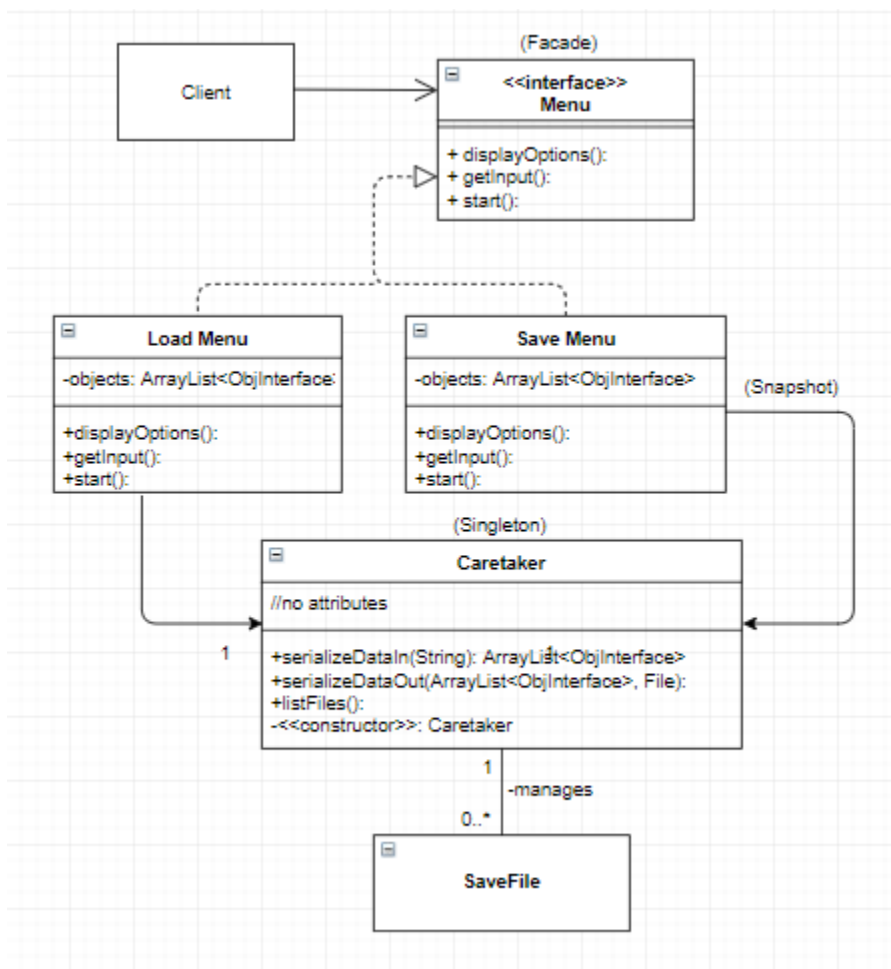 (Facade)
Client
<<interface>>
Menu
+ displayOptions():
+ getInput():
+ start():
Load Menu
-objects: ArrayList<ObjInterface>
+displayOptions():
+getInput():
+start():
Save Menu
-objects: ArrayList<ObjInterface>
+displayOptions():
+getInput():
+start():
(Snapshot)
(Singleton)
Caretaker
//no attributes
1
1
+serializeDataIn(String): ArrayList<ObjInterface>
+serializeDataOut(ArrayList<ObjInterface>, File):
+listFiles():
-<<constructor>>: Caretaker
1
-manages
0..*
SaveFile